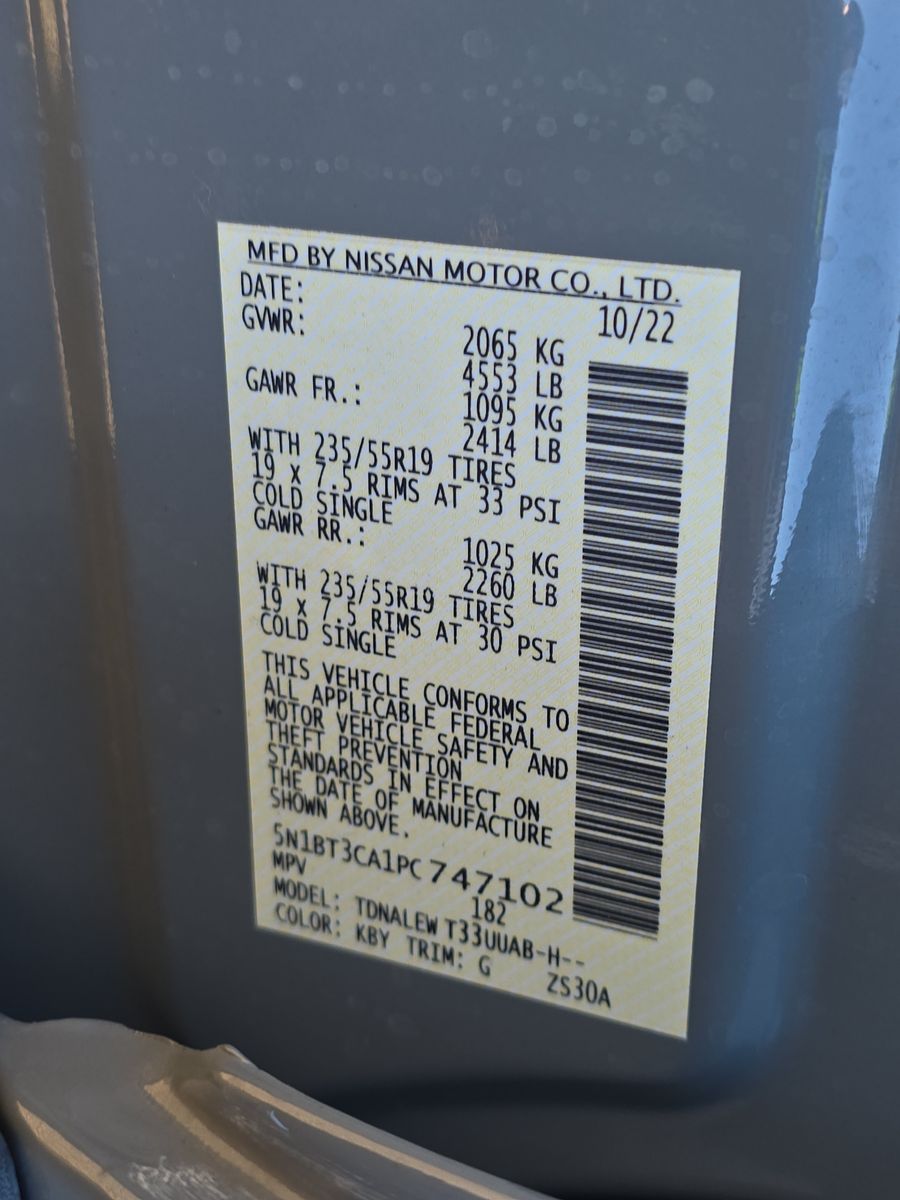 MFD BY NISSAN MOTOR CO., LTD.
DATE: 10/22
GVWR: 2065 KG
4553 LB
GAWR FR.: 1095 KG
2414 LB
WITH 235/55R19 TIRES
19 x 7.5 RIMS AT 33 PSI
COLD SINGLE
GAWR RR.: 1025 KG
2260 LB
WITH 235/55R19 TIRES
19 x 7.5 RIMS AT 30 PSI
COLD SINGLE
THIS VEHICLE CONFORMS TO
ALL APPLICABLE FEDERAL
MOTOR VEHICLE SAFETY AND
THEFT PREVENTION
STANDARDS IN EFFECT ON
THE DATE OF MANUFACTURE
SHOWN ABOVE.
5N1BT3CA1PC747102
MPV 182
MODEL: TDNALEW T33UUAB-H--
COLOR: KBY TRIM: G ZS30A